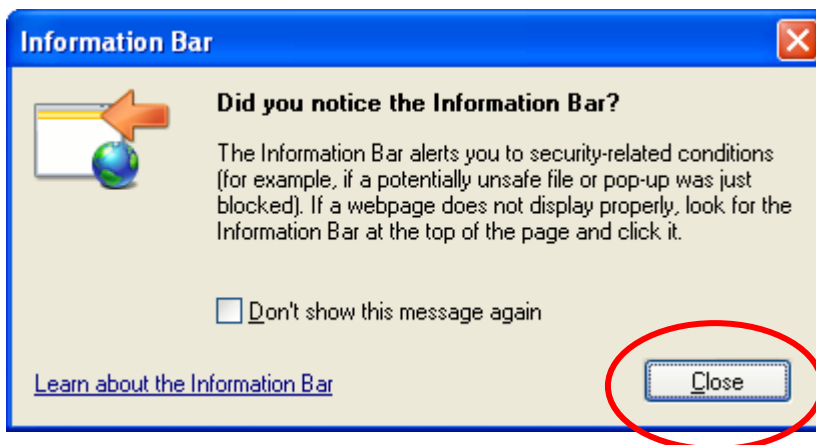 Information Bar
Did you notice the Information Bar?
The Information Bar alerts you to security-related conditions
(for example, if a potentially unsafe file or pop-up was just
blocked). If a webpage does not display properly, look for the
Information Bar at the top of the page and click it.
Don't show this message again
Learn about the Information Bar
Close